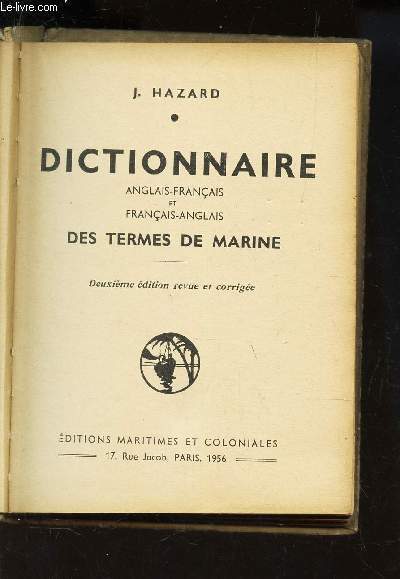 © Le-livre.com
J. HAZARD
DICTIONNAIRE
ANGLAIS-FRANÇAIS
ET
FRANÇAIS-ANGLAIS
DES TERMES DE MARINE
Deuxième édition revue et corrigée
ÉDITIONS MARITIMES ET COLONIALES
17, Rue Jacob, PARIS, 1956